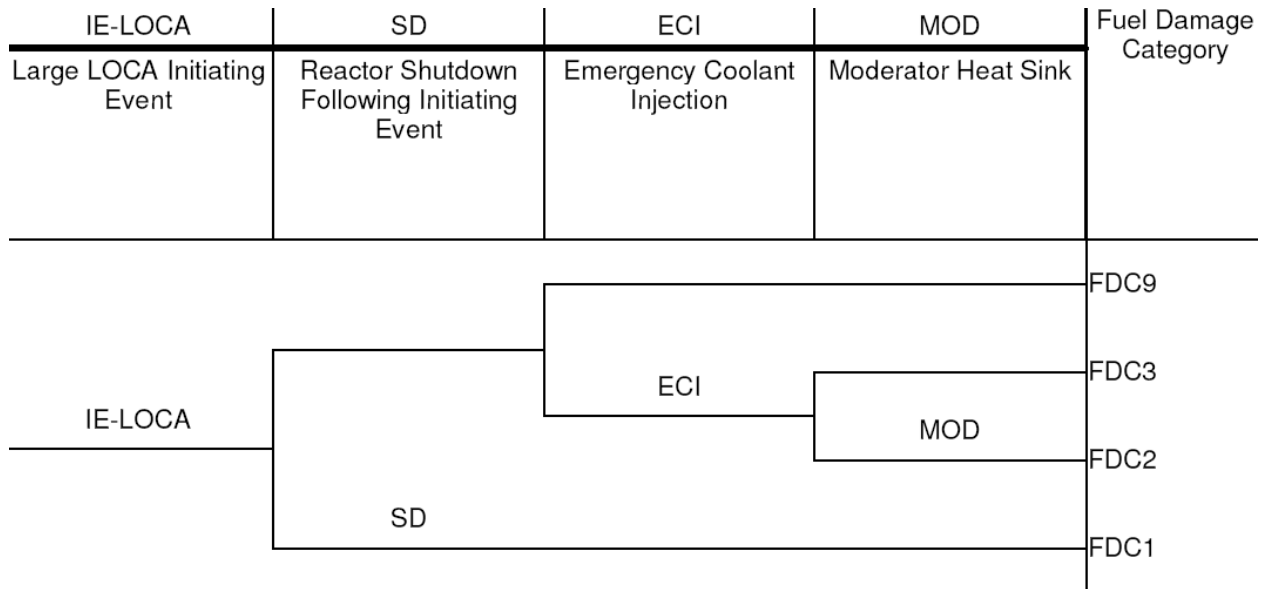 IE-LOCA
SD
ECI
MOD
Fuel Damage
Category
Large LOCA Initiating
Event
Reactor Shutdown
Following Initiating
Event
Emergency Coolant
Injection
Moderator Heat Sink
FDC9
FDC3
ECI
IE-LOCA
MOD
FDC2
SD
FDC1